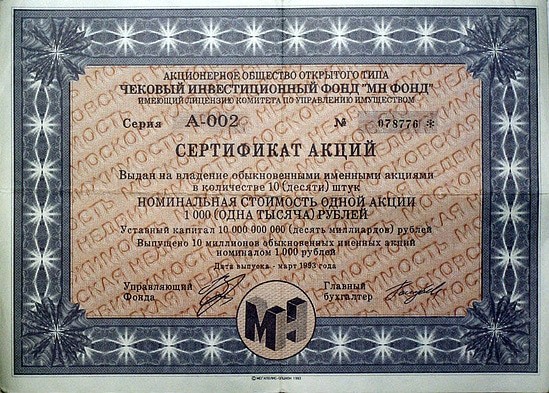 АКЦИОНЕРНОЕ ОБЩЕСТВО ОТКРЫТОГО ТИПА
ЧЕКОВЫЙ ИНВЕСТИЦИОННЫЙ ФОНД "МН ФОНД"
ИМЕЮЩИЙ ЛИЦЕНЗИЮ КОМИТЕТА ПО УПРАВЛЕНИЮ ИМУЩЕСТВОМ
Серия А-002 № 078776 *
СЕРТИФИКАТ АКЦИЙ
Выдан на владение обыкновенными именными акциями
в количестве 10 (десяти) штук
НОМИНАЛЬНАЯ СТОИМОСТЬ ОДНОЙ АКЦИИ
1 000 (ОДНА ТЫСЯЧА) РУБЛЕЙ
Уставный капитал 10 000 000 000 (десять миллиардов) рублей
Выпущено 10 миллионов обыкновенных именных акций
номиналом 1.000 рублей
Дата выпуска - март 1993 года
Управляющий Фонда
Главный бухгалтер
МН
МОСКОВСКАЯ НЕДВИЖИМОСТЬ